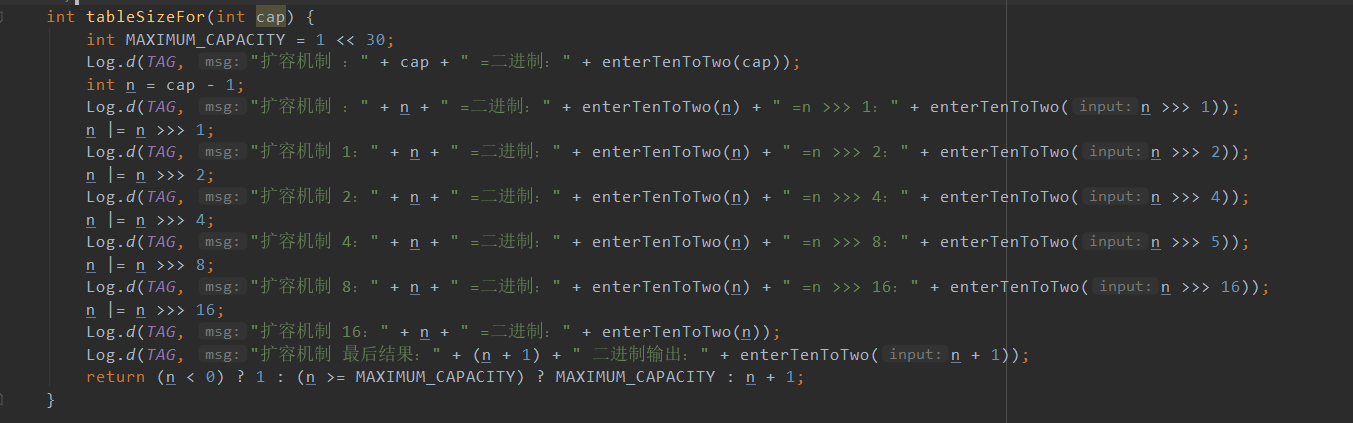 int tableSizeFor(int cap) {
int MAXIMUM_CAPACITY = 1 << 30;
Log.d(TAG, msg: "扩容机制 :" + cap + " =二进制:" + enterTenToTwo(cap));
int n = cap - 1;
Log.d(TAG, msg: "扩容机制 :" + n + " =二进制:" + enterTenToTwo(n) + " =n >>> 1:" + enterTenToTwo( input: n >>> 1));
n |= n >>> 1;
Log.d(TAG, msg: "扩容机制 1:" + n + " =二进制:" + enterTenToTwo(n) + " =n >>> 2:" + enterTenToTwo( input: n >>> 2));
n |= n >>> 2;
Log.d(TAG, msg: "扩容机制 2:" + n + " =二进制:" + enterTenToTwo(n) + " =n >>> 4:" + enterTenToTwo( input: n >>> 4));
n |= n >>> 4;
Log.d(TAG, msg: "扩容机制 4:" + n + " =二进制:" + enterTenToTwo(n) + " =n >>> 8:" + enterTenToTwo( input: n >>> 5));
n |= n >>> 8;
Log.d(TAG, msg: "扩容机制 8:" + n + " =二进制:" + enterTenToTwo(n) + " =n >>> 16:" + enterTenToTwo( input: n >>> 16));
n |= n >>> 16;
Log.d(TAG, msg: "扩容机制 16:" + n + " =二进制:" + enterTenToTwo(n));
Log.d(TAG, msg: "扩容机制 最后结果:" + (n + 1) + " 二进制输出:" + enterTenToTwo( input: n + 1));
return (n < 0) ? 1 : (n >= MAXIMUM_CAPACITY) ? MAXIMUM_CAPACITY : n + 1;
}